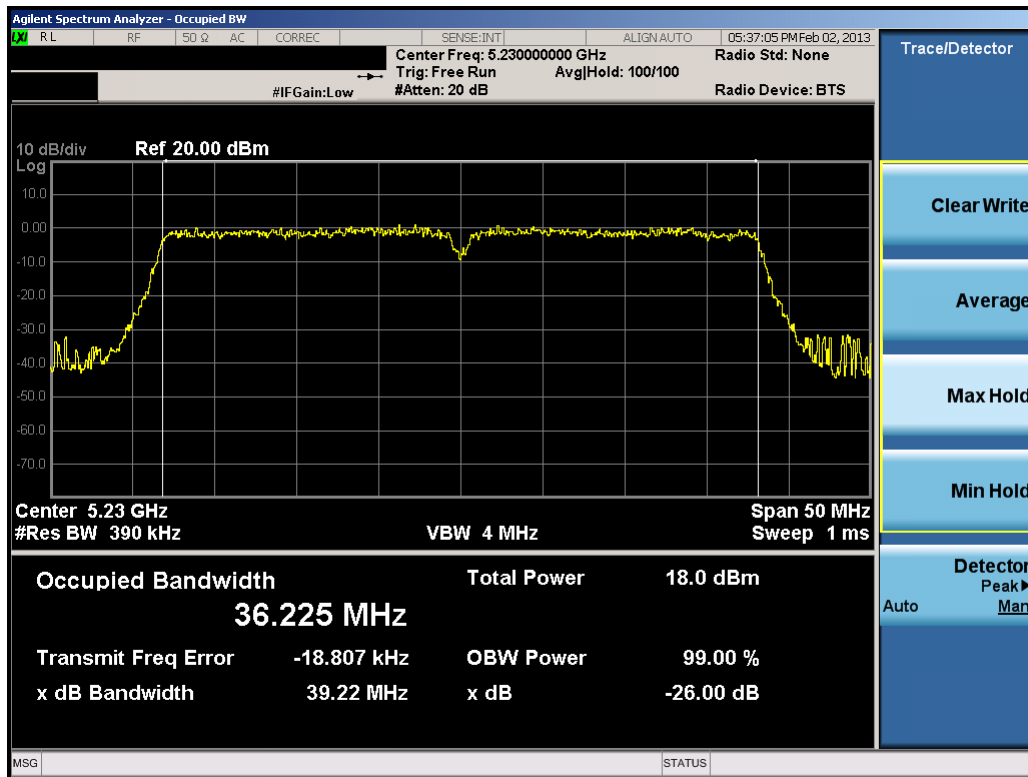 Agilent Spectrum Analyzer - Occupied BW
LXI RL RF 50 Ω AC CORREC SENSE:INT ALIGN AUTO 05:37:05 PM Feb 02, 2013
Center Freq: 5.230000000 GHz Radio Std: None
Trig: Free Run Avg|Hold: 100/100
#IFGain:Low #Atten: 20 dB Radio Device: BTS
10 dB/div Ref 20.00 dBm
Log
10.0
0.00
-10.0
-20.0
-30.0
-40.0
-50.0
-60.0
-70.0
Center 5.23 GHz Span 50 MHz
#Res BW 390 kHz VBW 4 MHz Sweep 1 ms
Occupied Bandwidth Total Power 18.0 dBm
36.225 MHz
Transmit Freq Error -18.807 kHz OBW Power 99.00 %
x dB Bandwidth 39.22 MHz x dB -26.00 dB
MSG STATUS
Trace/Detector
Clear Write
Average
Max Hold
Min Hold
Detector
Peak▶
Auto Man